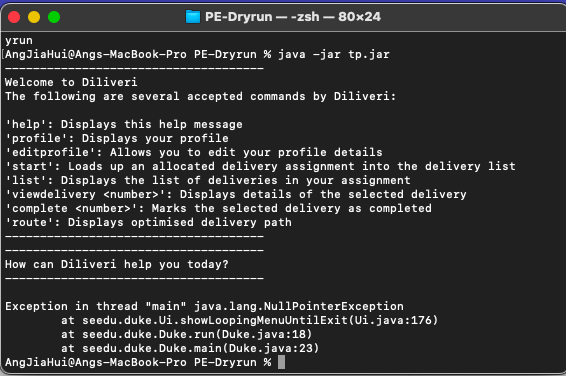 PE-Dryrun — -zsh — 80×24
yrun
[AngJiaHui@Angs-MacBook-Pro PE-Dryrun % java -jar tp.jar
-------------------------------------
Welcome to Diliveri
The following are several accepted commands by Diliveri:
'help': Displays this help message
'profile': Displays your profile
'editprofile': Allows you to edit your profile details
'start': Loads up an allocated delivery assignment into the delivery list
'list': Displays the list of deliveries in your assignment
'viewdelivery <number>': Displays details of the selected delivery
'complete <number>': Marks the selected delivery as completed
'route': Displays optimised delivery path
-------------------------------------
-------------------------------------
How can Diliveri help you today?
-------------------------------------
Exception in thread "main" java.lang.NullPointerException
at seedu.duke.Ui.showLoopingMenuUntilExit(Ui.java:176)
at seedu.duke.Duke.run(Duke.java:18)
at seedu.duke.Duke.main(Duke.java:23)
AngJiaHui@Angs-MacBook-Pro PE-Dryrun %